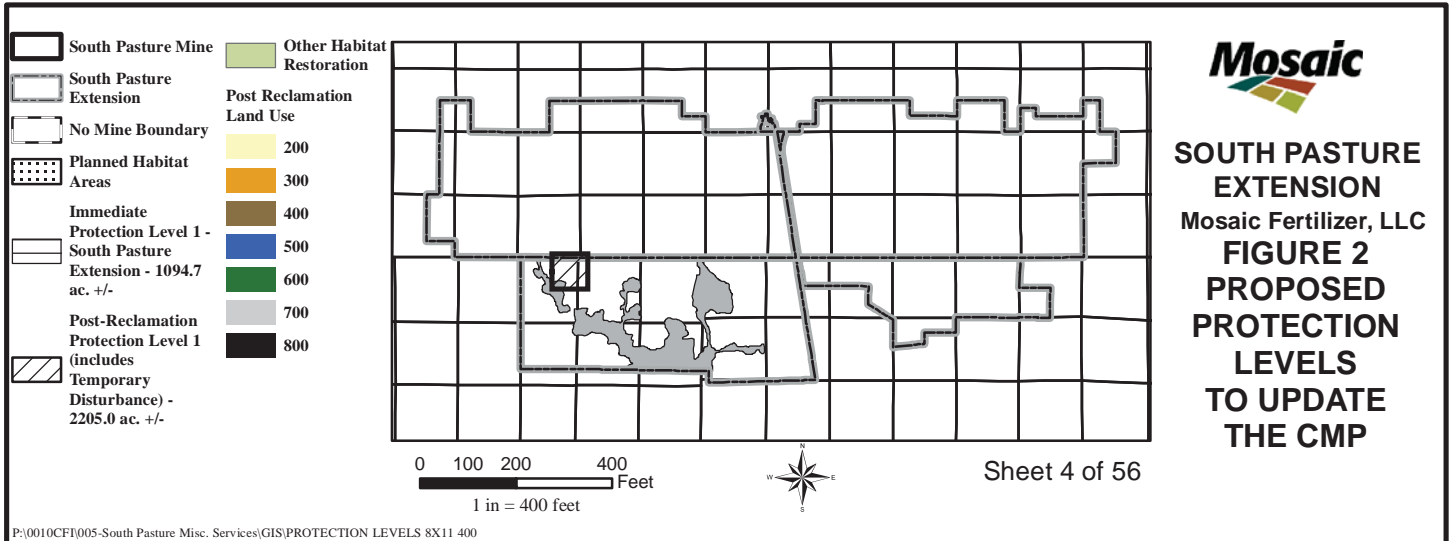 South Pasture Mine
South Pasture
Extension
No Mine Boundary
Planned Habitat
Areas
Immediate
Protection Level 1 -
South Pasture
Extension - 1094.7
ac. +/-
Post-Reclamation
Protection Level 1
(includes
Temporary
Disturbance) -
2205.0 ac. +/-
Other Habitat
Restoration
Post Reclamation
Land Use
200
300
400
500
600
700
800
0 100 200 400
Feet
1 in = 400 feet
N
W E
S
Sheet 4 of 56
Mosaic
SOUTH PASTURE
EXTENSION
Mosaic Fertilizer, LLC
FIGURE 2
PROPOSED
PROTECTION
LEVELS
TO UPDATE
THE CMP
P:\0010CFI\005-South Pasture Misc. Services\GIS\PROTECTION LEVELS 8X11 400